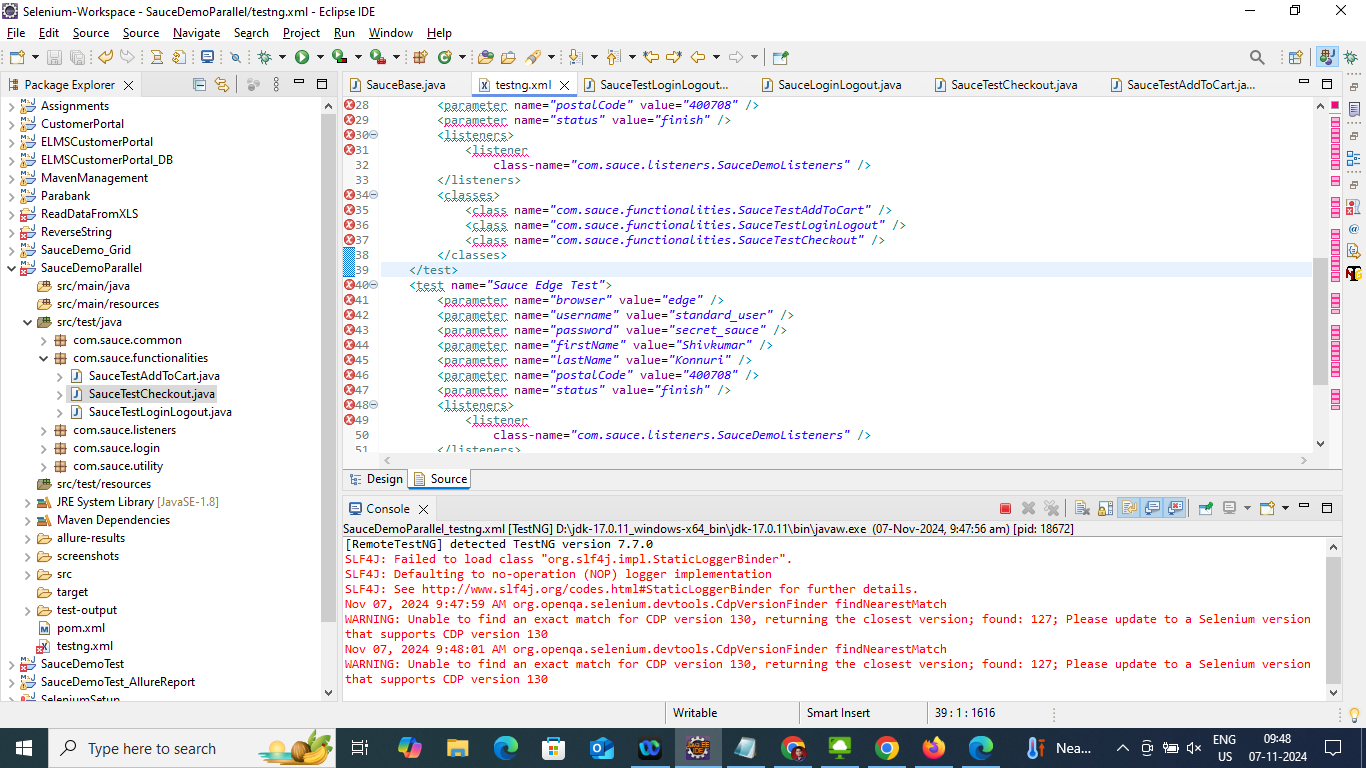 Selenium-Workspace - SauceDemoParallel/testng.xml - Eclipse IDE
File Edit Source Source Navigate Search Project Run Window Help
Package Explorer
Assignments
CustomerPortal
ELMSCustomerPortal
ELMSCustomerPortal_DB
MavenManagement
Parabank
ReadDataFromXLS
ReverseString
SauceDemo_Grid
SauceDemoParallel
src/main/java
src/main/resources
src/test/java
com.sauce.common
com.sauce.functionalities
SauceTestAddToCart.java
SauceTestCheckout.java
SauceTestLoginLogout.java
com.sauce.listeners
com.sauce.login
com.sauce.utility
src/test/resources
JRE System Library [JavaSE-1.8]
Maven Dependencies
allure-results
screenshots
src
target
test-output
pom.xml
testng.xml
SauceDemoTest
SauceDemoTest_AllureReport
SeleniumSetup
SauceBase.java testng.xml SauceTestLoginLogout... SauceLoginLogout.java SauceTestCheckout.java SauceTestAddToCart.ja...
28 <parameter name="postalCode" value="400708" />
29 <parameter name="status" value="finish" />
30 <listeners>
31 <listener
32 class-name="com.sauce.listeners.SauceDemoListeners" />
33 </listeners>
34 <classes>
35 <class name="com.sauce.functionalities.SauceTestAddToCart" />
36 <class name="com.sauce.functionalities.SauceTestLoginLogout" />
37 <class name="com.sauce.functionalities.SauceTestCheckout" />
38 </classes>
39 </test>
40 <test name="Sauce Edge Test">
41 <parameter name="browser" value="edge" />
42 <parameter name="username" value="standard_user" />
43 <parameter name="password" value="secret_sauce" />
44 <parameter name="firstName" value="Shivkumar" />
45 <parameter name="lastName" value="Konnuri" />
46 <parameter name="postalCode" value="400708" />
47 <parameter name="status" value="finish" />
48 <listeners>
49 <listener
50 class-name="com.sauce.listeners.SauceDemoListeners" />
51 </listeners>
Design Source
Console
SauceDemoParallel_testng.xml [TestNG] D:\jdk-17.0.11_windows-x64_bin\jdk-17.0.11\bin\javaw.exe (07-Nov-2024, 9:47:56 am) [pid: 18672]
[RemoteTestNG] detected TestNG version 7.7.0
SLF4J: Failed to load class "org.slf4j.impl.StaticLoggerBinder".
SLF4J: Defaulting to no-operation (NOP) logger implementation
SLF4J: See http://www.slf4j.org/codes.html#StaticLoggerBinder for further details.
Nov 07, 2024 9:47:59 AM org.openqa.selenium.devtools.CdpVersionFinder findNearestMatch
WARNING: Unable to find an exact match for CDP version 130, returning the closest version; found: 127; Please update to a Selenium version
that supports CDP version 130
Nov 07, 2024 9:48:01 AM org.openqa.selenium.devtools.CdpVersionFinder findNearestMatch
WARNING: Unable to find an exact match for CDP version 130, returning the closest version; found: 127; Please update to a Selenium version
that supports CDP version 130
Writable Smart Insert 39 : 1 : 1616
Type here to search
Nea...
ENG
US
09:48
07-11-2024